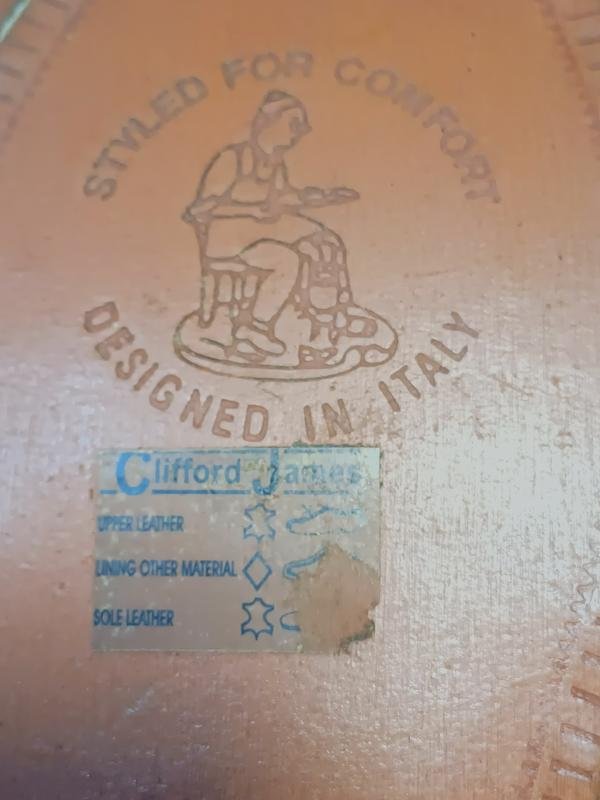 STYLED FOR COMFORT
DESIGNED IN ITALY
Clifford James
UPPER LEATHER
LINING OTHER MATERIAL
SOLE LEATHER